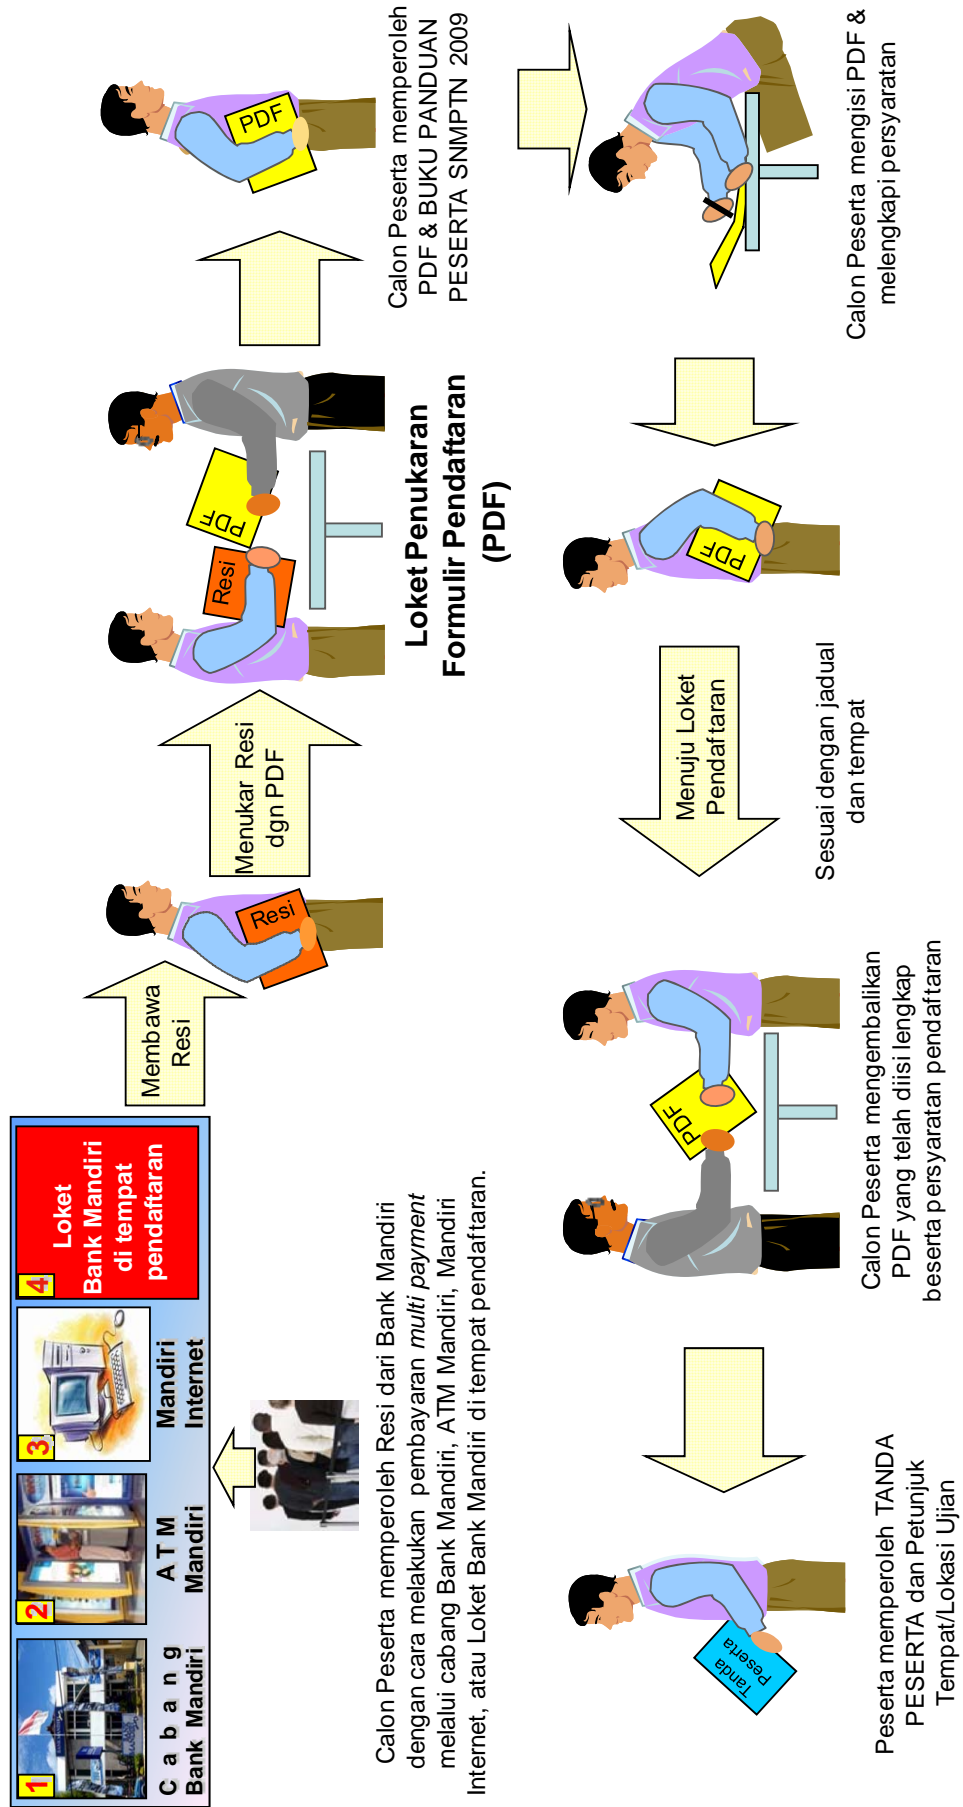 1
Cabang
Bank Mandiri
2
ATM
Mandiri
3
Mandiri
Internet
4
Loket
Bank Mandiri
di tempat
pendaftaran
Calon Peserta memperoleh Resi dari Bank Mandiri
dengan cara melakukan pembayaran multi payment
melalui cabang Bank Mandiri, ATM Mandiri, Mandiri
Internet, atau Loket Bank Mandiri di tempat pendaftaran.
Membawa
Resi
Resi
Menukar Resi
dgn PDF
Resi
PDF
Loket Penukaran
Formulir Pendaftaran
(PDF)
PDF
Calon Peserta memperoleh
PDF & BUKU PANDUAN
PESERTA SNMPTN 2009
Calon Peserta mengisi PDF &
melengkapi persyaratan
PDF
Menuju Loket
Pendaftaran
Sesuai dengan jadual
dan tempat
PDF
Calon Peserta mengembalikan
PDF yang telah diisi lengkap
beserta persyaratan pendaftaran
Tanda
Peserta
Peserta memperoleh TANDA
PESERTA dan Petunjuk
Tempat/Lokasi Ujian